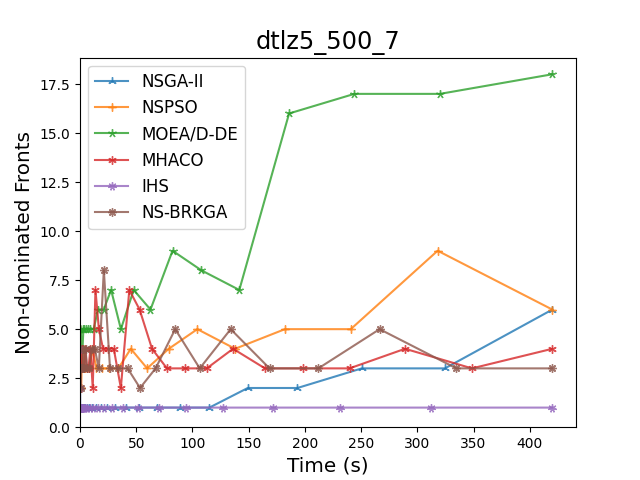 dtlz5_500_7
Non-dominated Fronts
17.5
15.0
12.5
10.0
7.5
5.0
2.5
0.0
NSGA-II
NSPSO
MOEA/D-DE
MHACO
IHS
NS-BRKGA
0 50 100 150 200 250 300 350 400
Time (s)